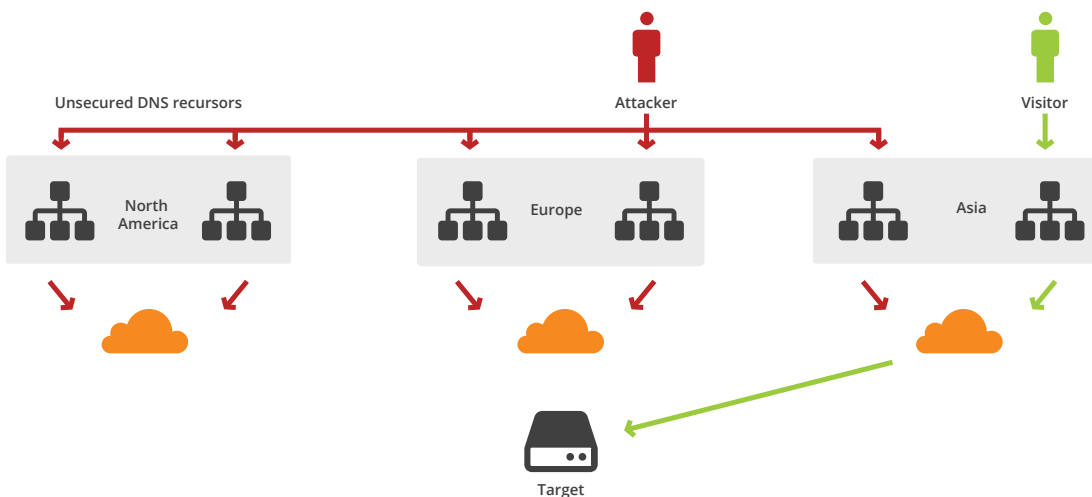 Attacker
Visitor
Unsecured DNS recursors
North
America
Europe
Asia
Target